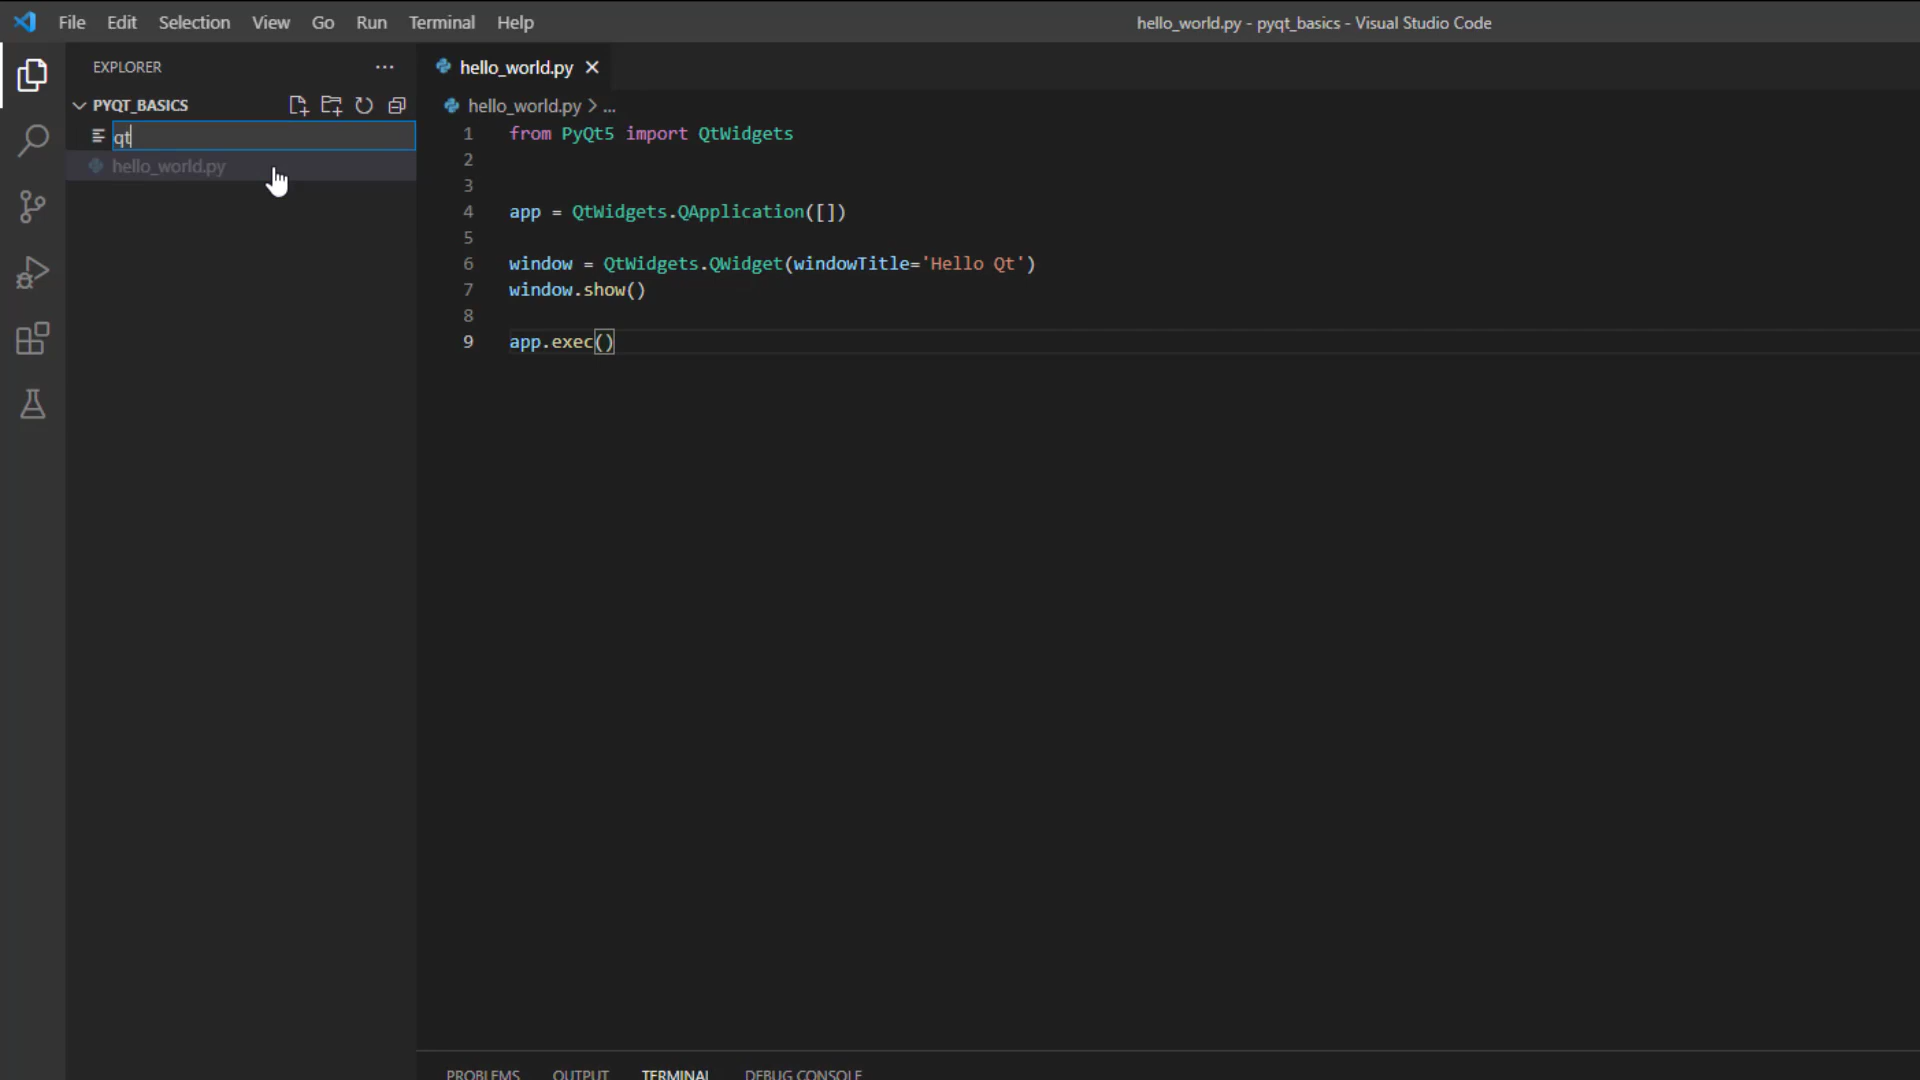 File Edit Selection View Go Run Terminal Help
hello_world.py - pyqt_basics - Visual Studio Code
EXPLORER
PYQT_BASICS
qt
hello_world.py
hello_world.py
hello_world.py > ...
1 from PyQt5 import QtWidgets
2
3
4 app = QtWidgets.QApplication([])
5
6 window = QtWidgets.QWidget(windowTitle='Hello Qt')
7 window.show()
8
9 app.exec()
PROBLEMS OUTPUT TERMINAL DEBUG CONSOLE